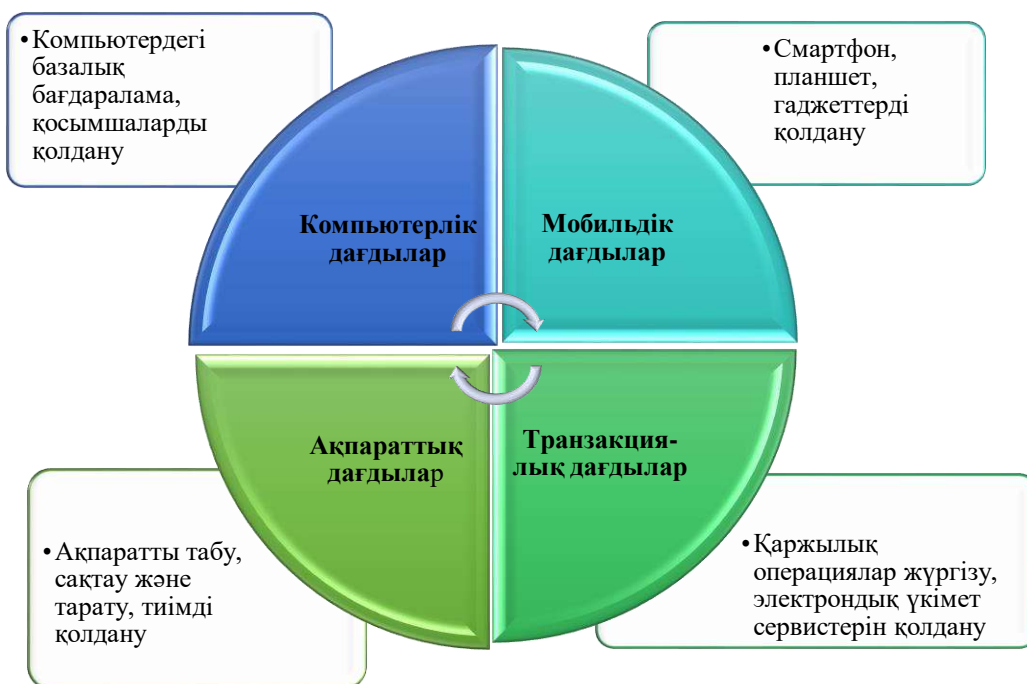 •Компьютердегі
базалық
бағдаралама,
қосымшаларды
қолдану
•Смартфон,
планшет,
гаджеттерді
қолдану
Компьютерлік
дағдылар
Мобильдік
дағдылар
Ақпараттық
дағдылар
Транзакция-
лық дағдылар
•Ақпаратты табу,
сақтау және
тарату, тиімді
қолдану
•Қаржылық
операциялар жүргізу,
электрондық үкімет
сервистерін қолдану